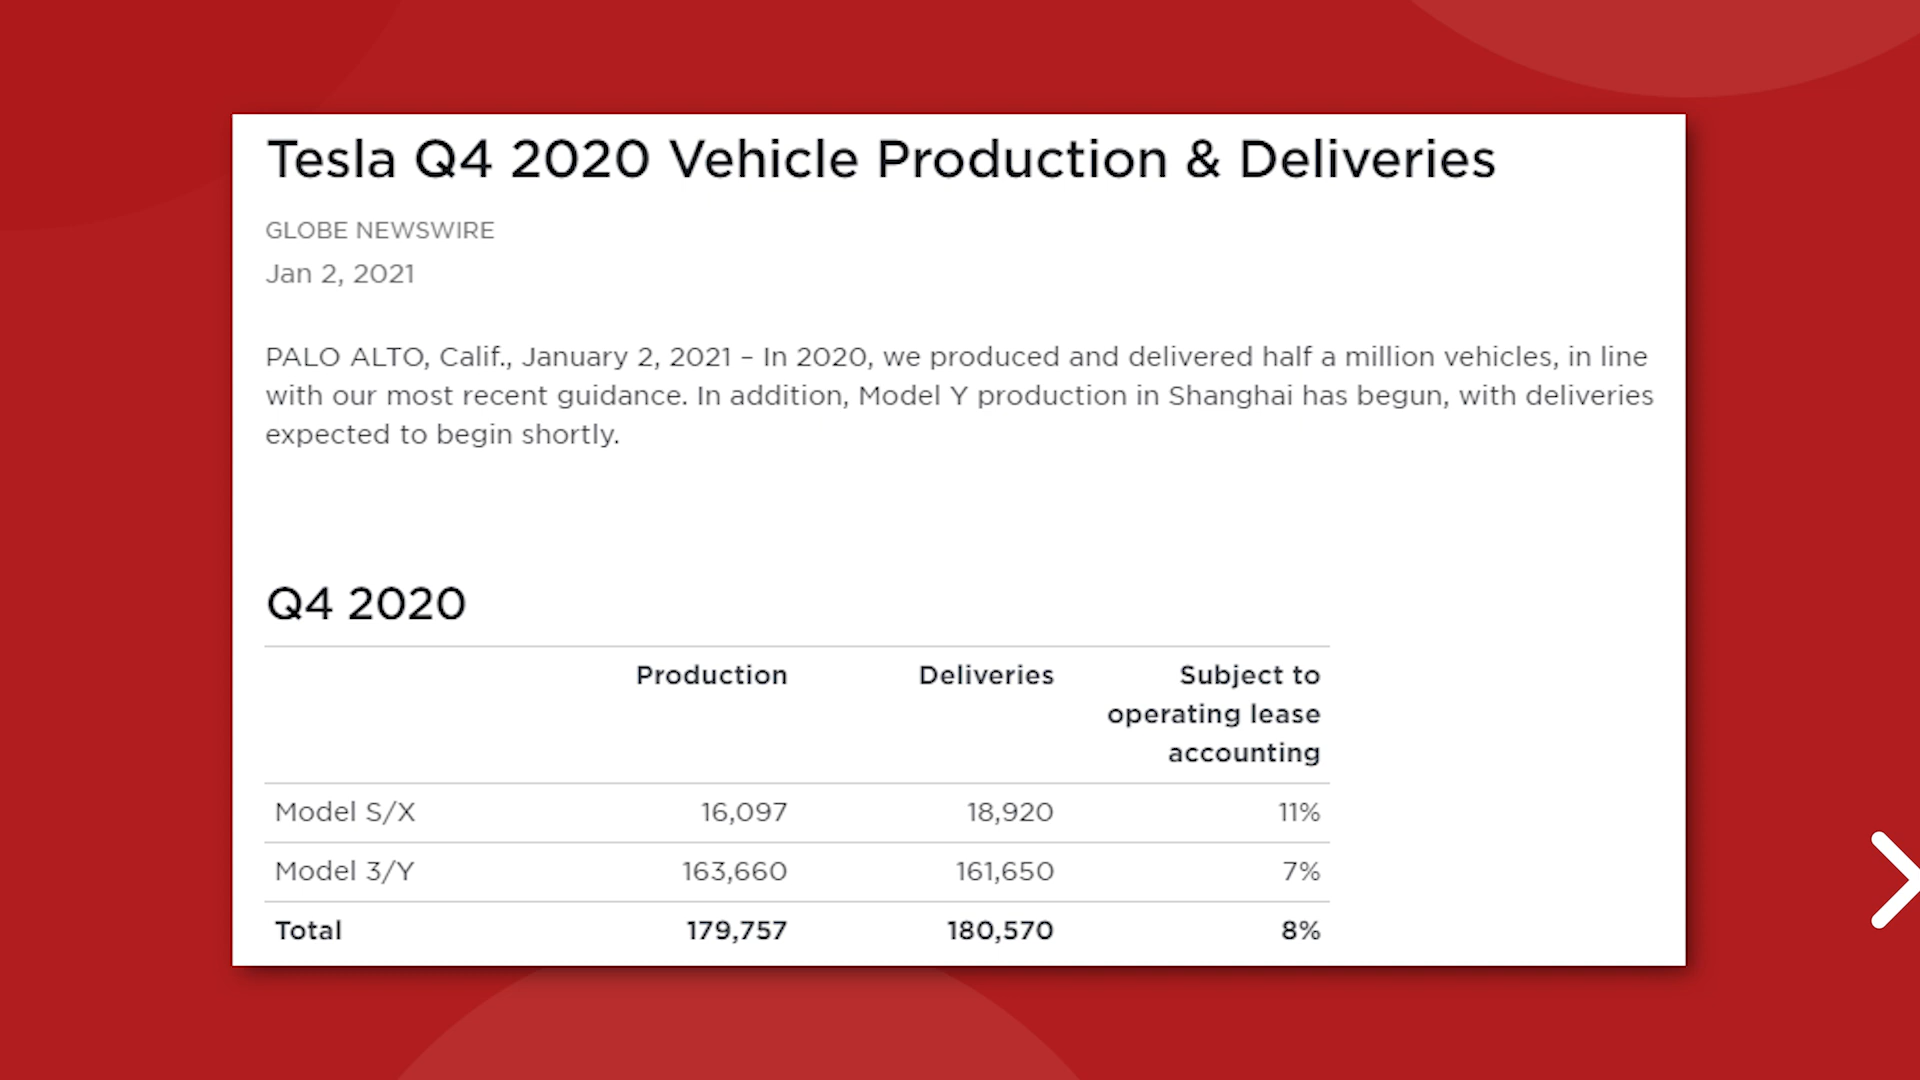 Tesla Q4 2020 Vehicle Production & Deliveries
GLOBE NEWSWIRE
Jan 2, 2021
PALO ALTO, Calif., January 2, 2021 – In 2020, we produced and delivered half a million vehicles, in line
with our most recent guidance. In addition, Model Y production in Shanghai has begun, with deliveries
expected to begin shortly.
Q4 2020
Production Deliveries Subject to
operating lease
accounting
Model S/X 16,097 18,920 11%
Model 3/Y 163,660 161,650 7%
Total 179,757 180,570 8%